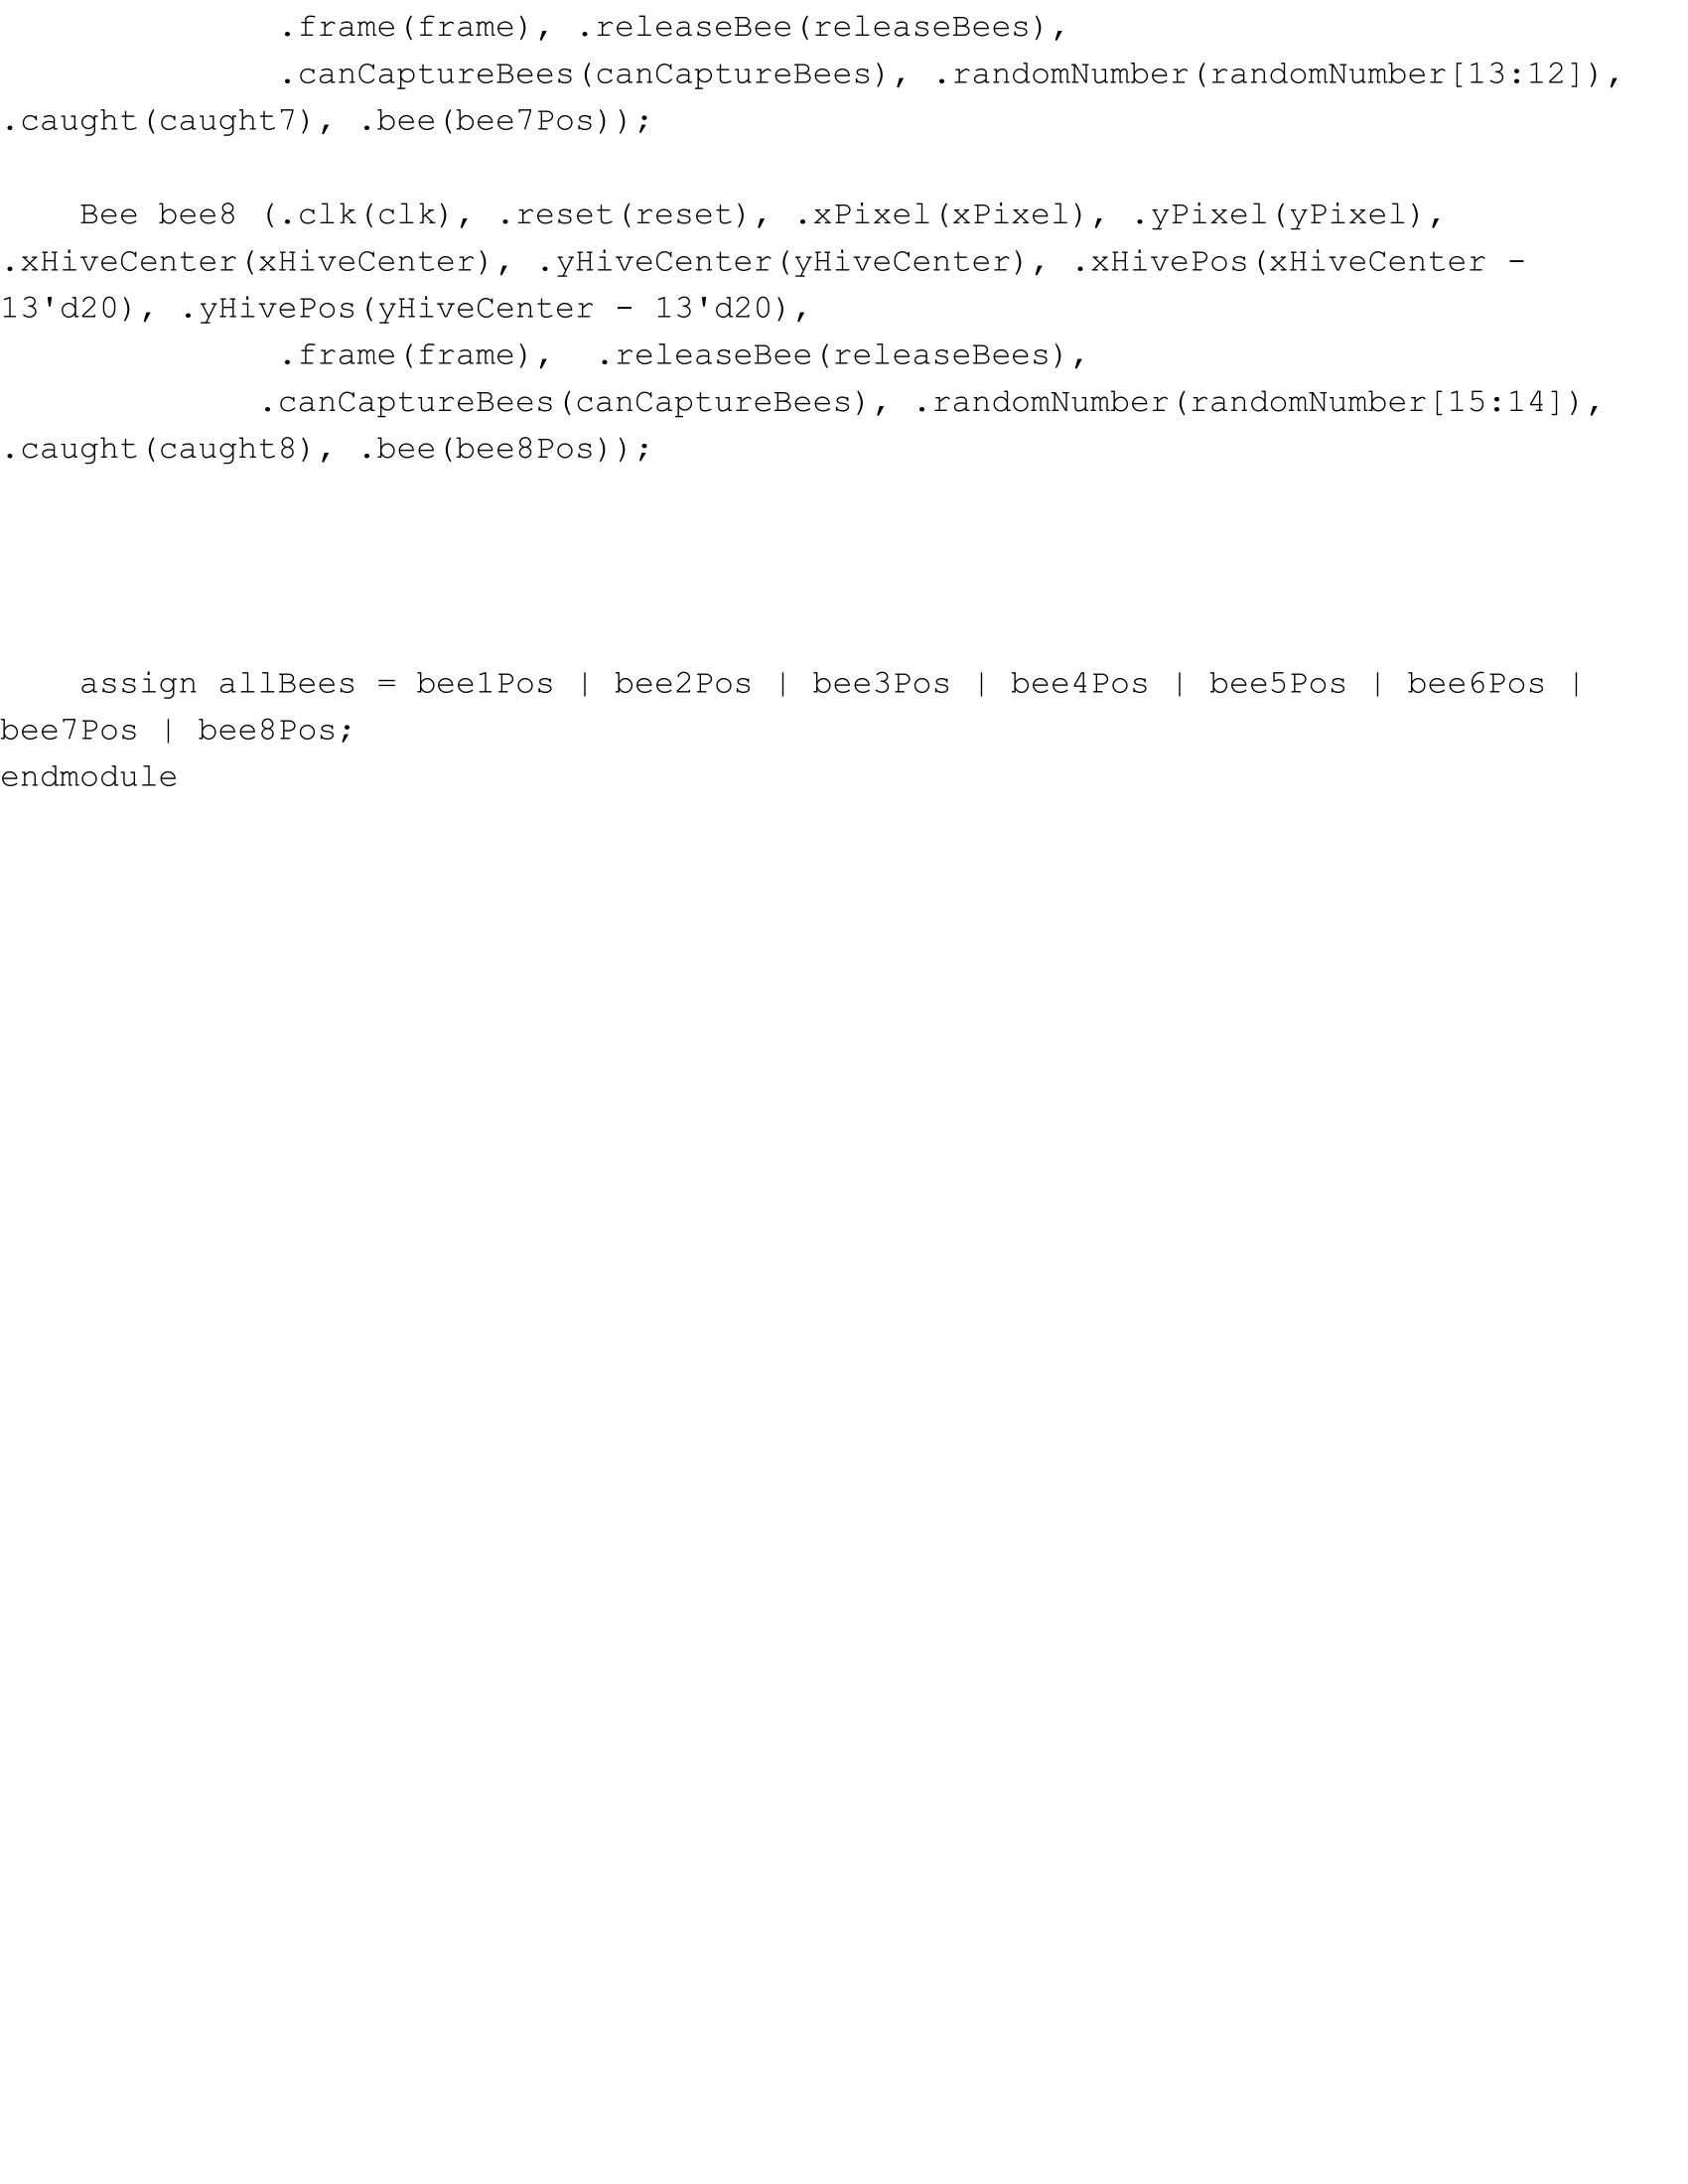 .frame(frame), .releaseBee(releaseBees),
.canCaptureBees(canCaptureBees), .randomNumber(randomNumber[13:12]),
.caught(caught7), .bee(bee7Pos));
Bee bee8 (.clk(clk), .reset(reset), .xPixel(xPixel), .yPixel(yPixel),
.xHiveCenter(xHiveCenter), .yHiveCenter(yHiveCenter), .xHivePos(xHiveCenter -
13'd20), .yHivePos(yHiveCenter - 13'd20),
.frame(frame),  .releaseBee(releaseBees),
.canCaptureBees(canCaptureBees), .randomNumber(randomNumber[15:14]),
.caught(caught8), .bee(bee8Pos));
assign allBees = bee1Pos | bee2Pos | bee3Pos | bee4Pos | bee5Pos | bee6Pos |
bee7Pos | bee8Pos;
endmodule